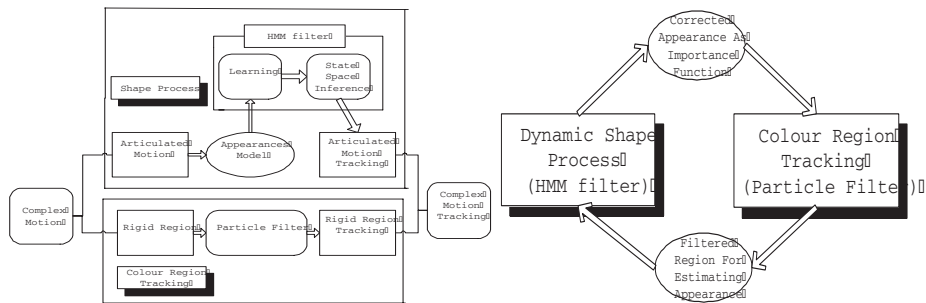 HMM filter
Learning
State
Space
Inference
Shape Process
Articulated
Motion
Appearances
Model
Articulated
Motion
Tracking
Complex
Motion
Complex
Motion
Tracking
Rigid Region
Particle Filter
Rigid Region
Tracking
Colour Region
Tracking
Corrected
Appearance As
Importance
Function
Dynamic Shape
Process
(HMM filter)
Colour Region
Tracking
(Particle Filter)
Filtered
Region For
Estimating
Appearance